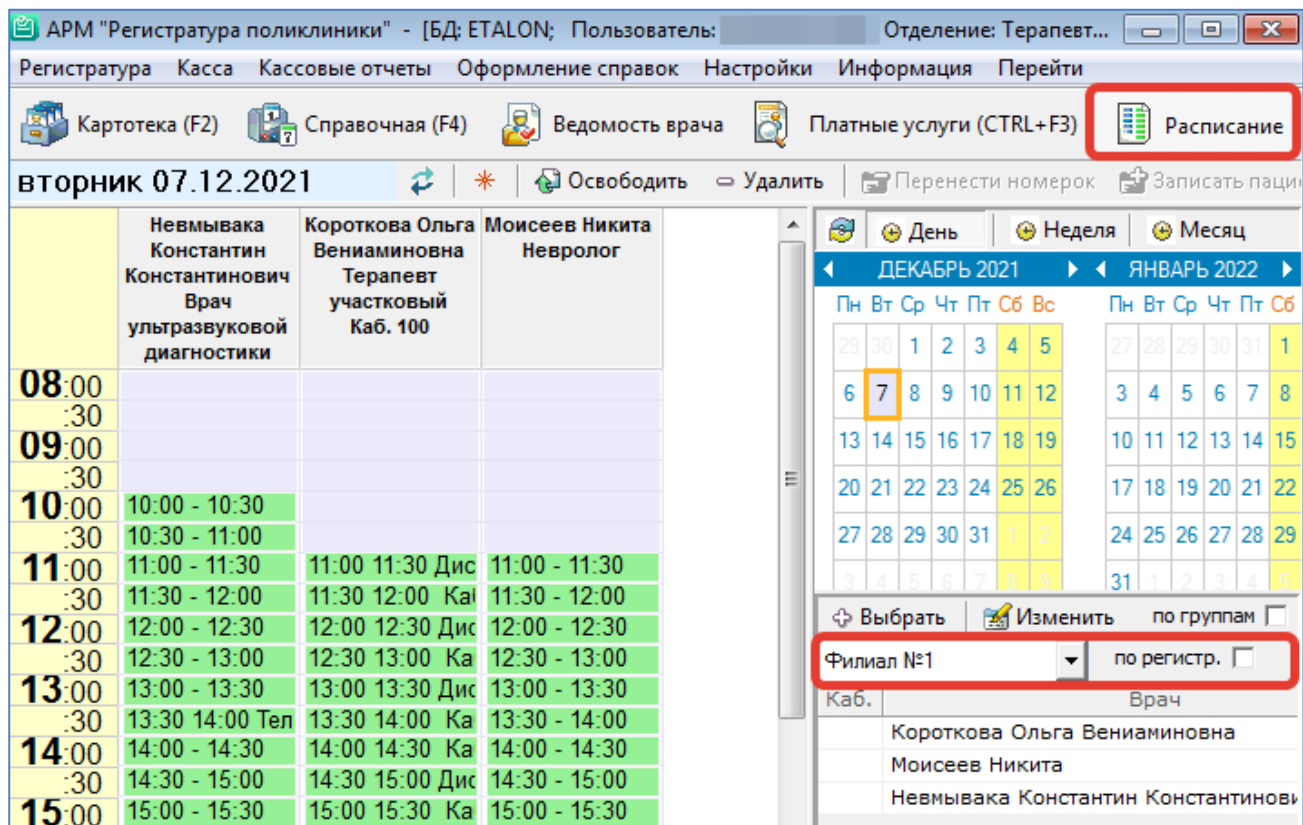 АРМ "Регистратура поликлиники" - [БД: ETALON; Пользователь: Отделение: Терапевт...
Регистратура Касса Кассовые отчеты Оформление справок Настройки Информация Перейти
Картотека (F2) Справочная (F4) Ведомость врача Платные услуги (CTRL+F3) Расписание
вторник 07.12.2021 Освободить Удалить Перенести номерок Записать паци
Невмывака Константин Константинович Врач ультразвуковой диагностики
Короткова Ольга Вениаминовна Терапевт участковый Каб. 100
Моисеев Никита Невролог
08:00
:30
09:00
:30
10:00 10:00 - 10:30
:30 10:30 - 11:00
11:00 11:00 - 11:30 11:00 11:30 Дис 11:00 - 11:30
:30 11:30 - 12:00 11:30 12:00 Ка 11:30 - 12:00
12:00 12:00 - 12:30 12:00 12:30 Дис 12:00 - 12:30
:30 12:30 - 13:00 12:30 13:00 Ка 12:30 - 13:00
13:00 13:00 - 13:30 13:00 13:30 Дис 13:00 - 13:30
:30 13:30 14:00 Тел 13:30 14:00 Ка 13:30 - 14:00
14:00 14:00 - 14:30 14:00 14:30 Ка 14:00 - 14:30
:30 14:30 - 15:00 14:30 15:00 Дис 14:30 - 15:00
15:00 15:00 - 15:30 15:00 15:30 Ка 15:00 - 15:30
День Неделя Месяц
ДЕКАБРЬ 2021 ЯНВАРЬ 2022
Пн Вт Ср Чт Пт Сб Вс Пн Вт Ср Чт Пт Сб
29 30 1 2 3 4 5 27 28 29 30 31 1
6 7 8 9 10 11 12 3 4 5 6 7 8
13 14 15 16 17 18 19 10 11 12 13 14 15
20 21 22 23 24 25 26 17 18 19 20 21 22
27 28 29 30 31 1 2 24 25 26 27 28 29
3 4 5 6 7 8 9 31 1 2 3 4 5
Выбрать Изменить по группам
Филиал №1 по регистр.
Каб. Врач
Короткова Ольга Вениаминовна
Моисеев Никита
Невмывака Константин Константинови